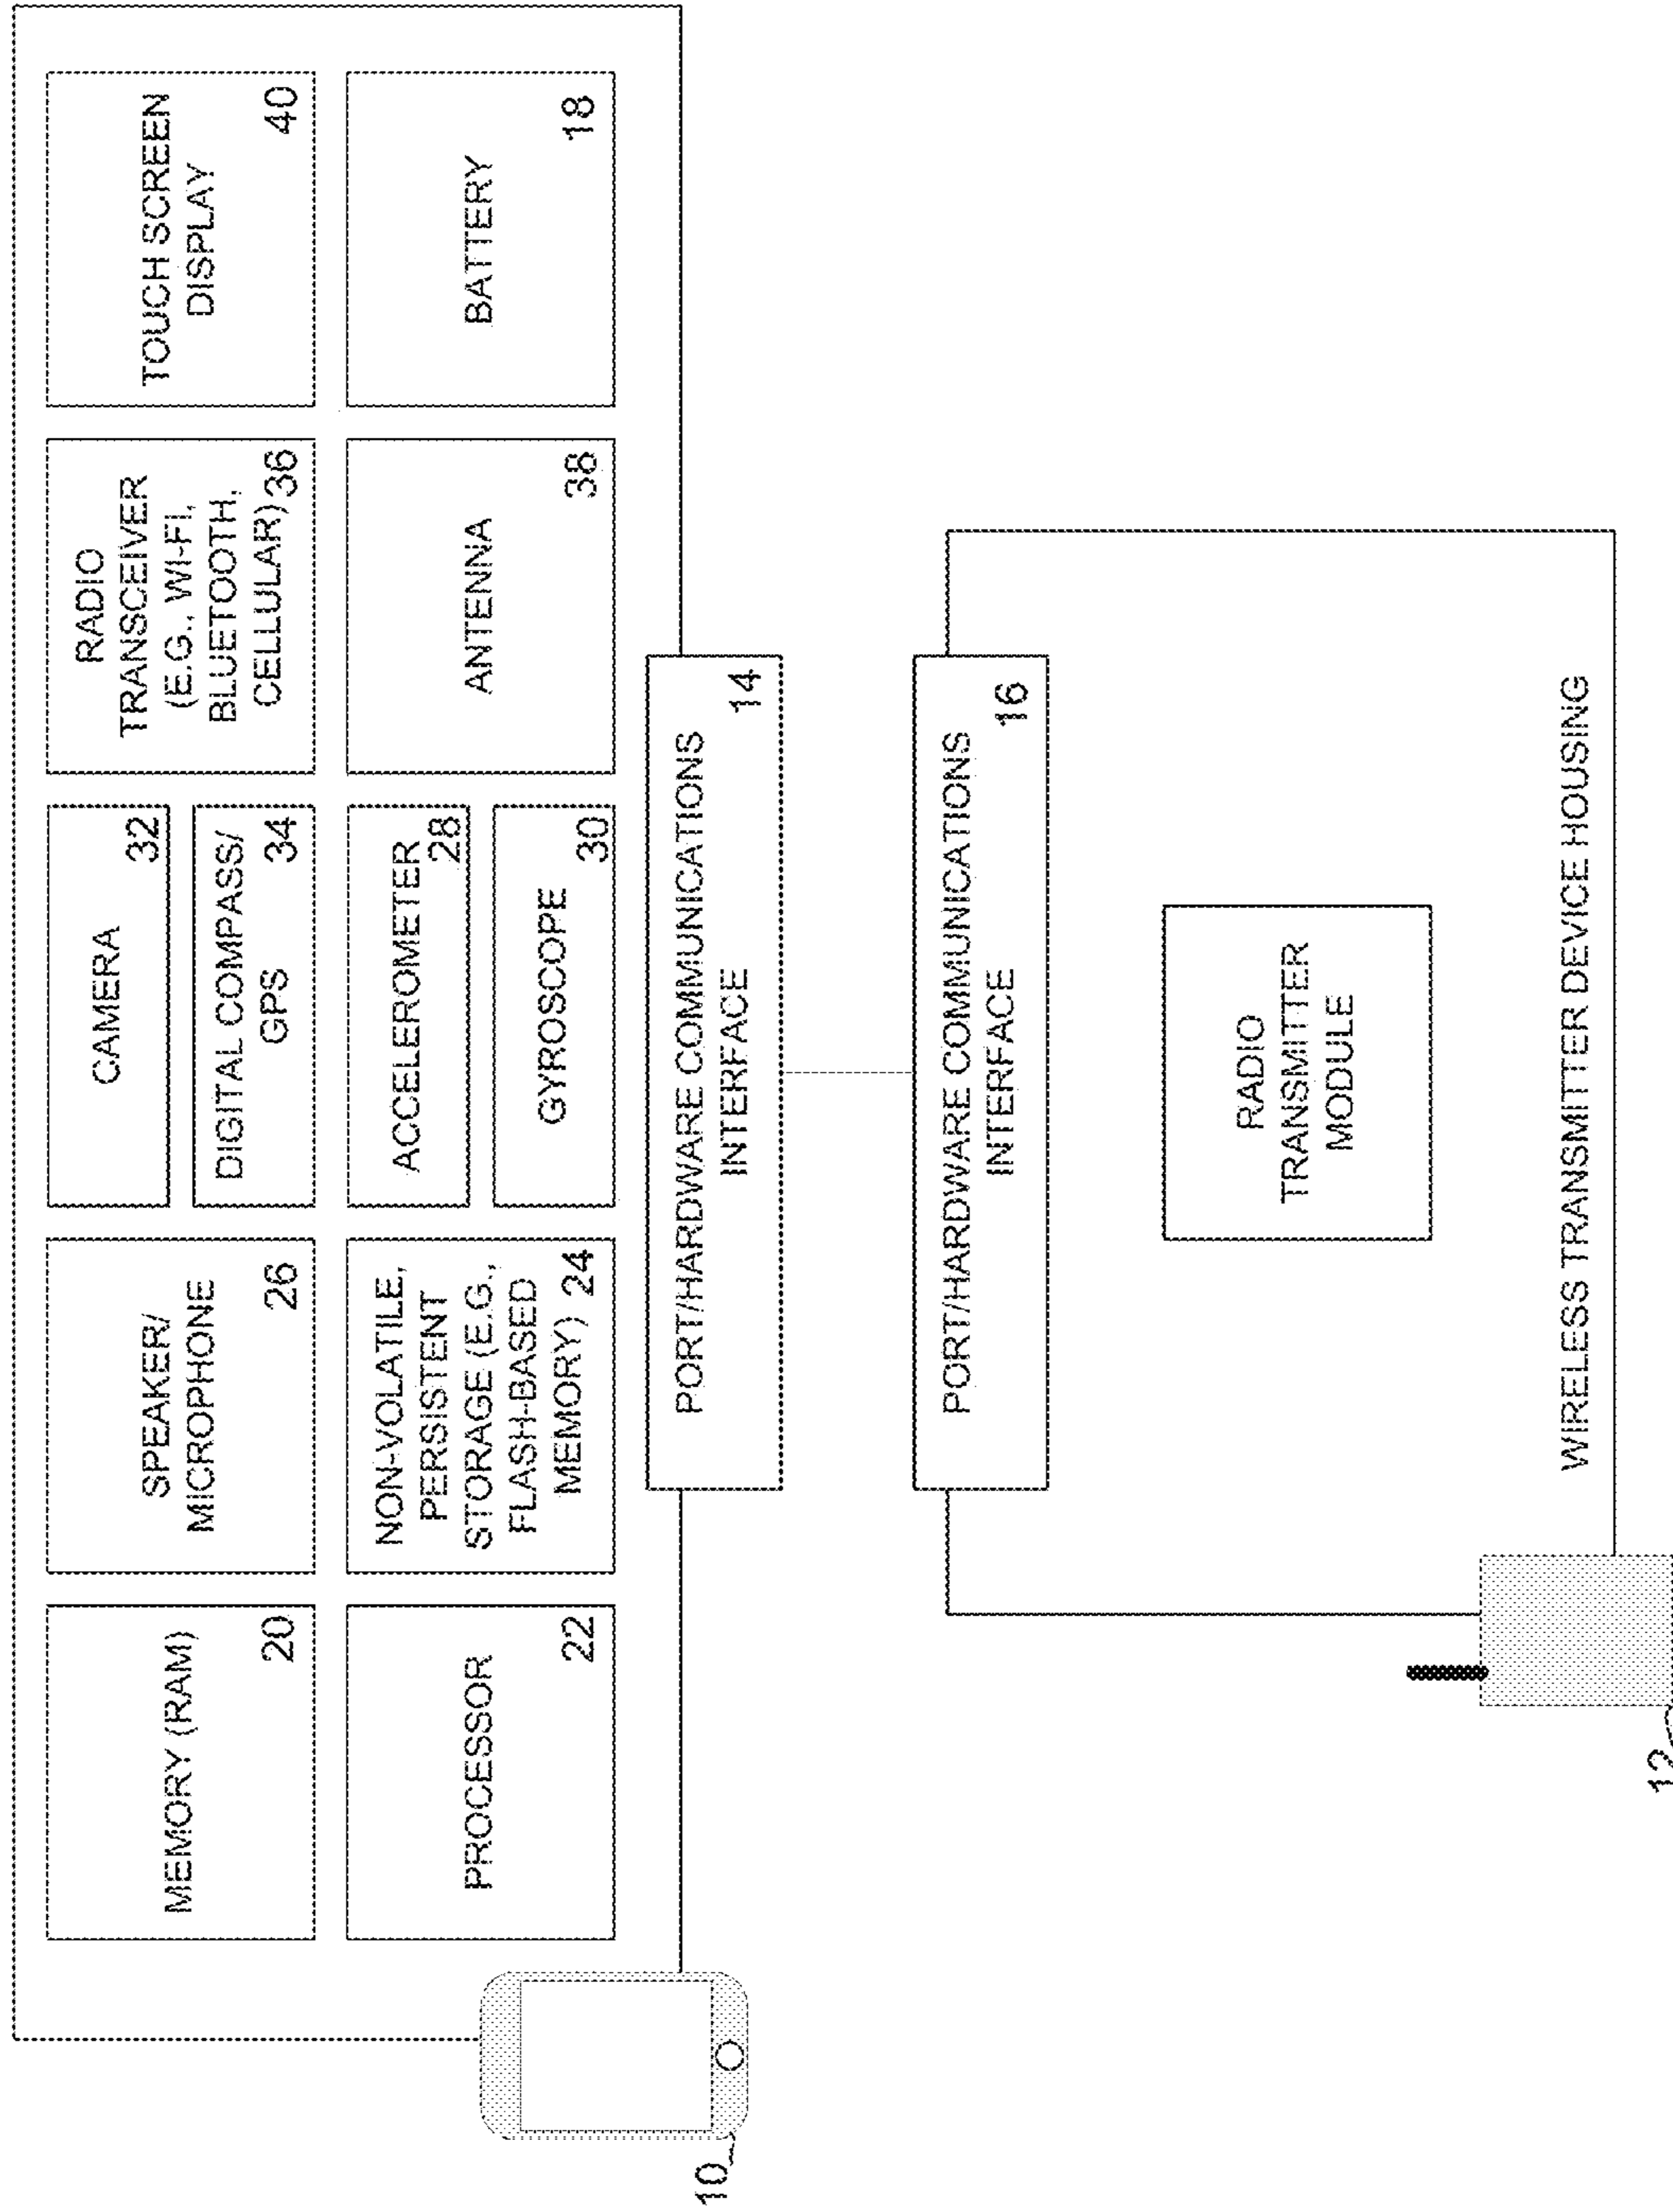 MEMORY (RAM)
20
SPEAKER/
MICROPHONE
26
CAMERA
32
DIGITAL COMPASS/
GPS
34
RADIO
TRANSCEIVER
(E.G., WI-FI,
BLUETOOTH,
CELLULAR) 36
TOUCH SCREEN
DISPLAY
40
PROCESSOR
22
NON-VOLATILE,
PERSISTENT
STORAGE (E.G.,
FLASH-BASED
MEMORY) 24
ACCELEROMETER
28
GYROSCOPE
30
ANTENNA
38
BATTERY
18
10
PORT/HARDWARE COMMUNICATIONS
INTERFACE
14
PORT/HARDWARE COMMUNICATIONS
INTERFACE
16
RADIO
TRANSMITTER
MODULE
WIRELESS TRANSMITTER DEVICE HOUSING
12